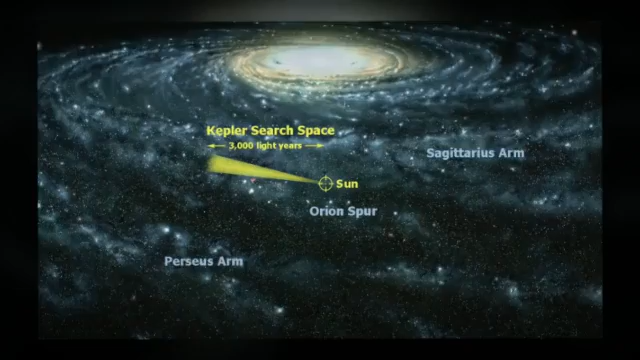 Kepler Search Space
3,000 light years
Sagittarius Arm
Sun
Orion Spur
Perseus Arm